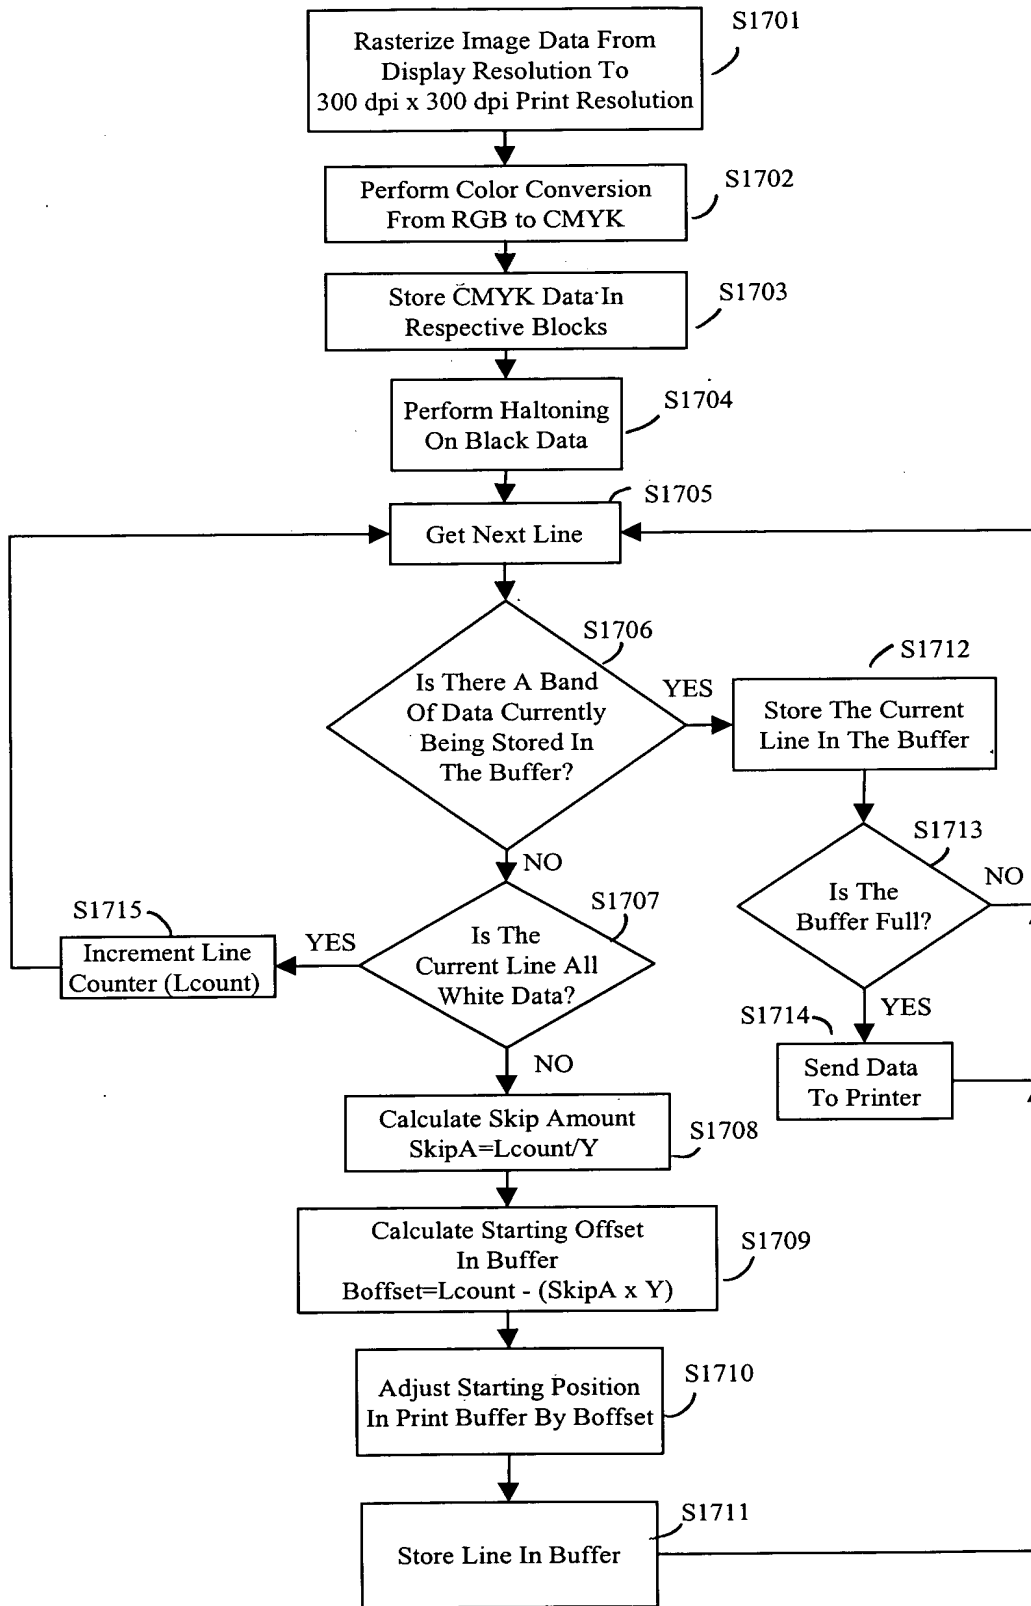 S1701
Rasterize Image Data From
Display Resolution To
300 dpi x 300 dpi Print Resolution
S1702
Perform Color Conversion
From RGB to CMYK
S1703
Store CMYK Data In
Respective Blocks
S1704
Perform Haltoning
On Black Data
S1705
Get Next Line
S1706
Is There A Band
Of Data Currently
Being Stored In
The Buffer?
YES
S1712
Store The Current
Line In The Buffer
NO
S1713
Is The
Buffer Full?
NO
S1707
Is The
Current Line All
White Data?
YES
S1715
Increment Line
Counter (Lcount)
YES
S1714
Send Data
To Printer
NO
Calculate Skip Amount
SkipA=Lcount/Y
S1708
Calculate Starting Offset
In Buffer
Boffset=Lcount - (SkipA x Y)
S1709
Adjust Starting Position
In Print Buffer By Boffset
S1710
S1711
Store Line In Buffer